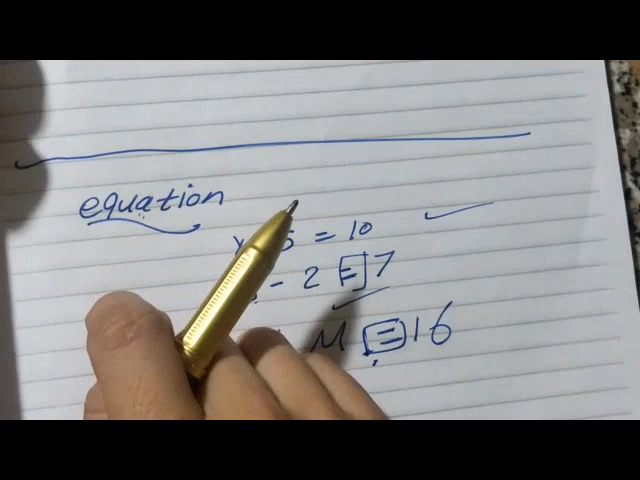 equation
5 = 10
- 2 = 7
M = 16